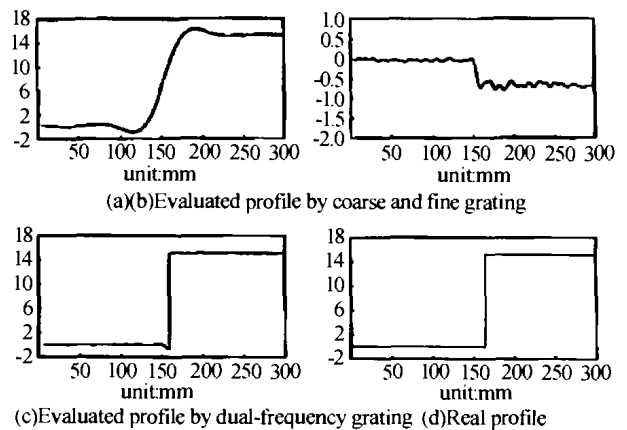 18
14
10
6
2
-2
50 100 150 200 250 300
unit:mm
1.0
0.5
0
-0.5
-1.0
-1.5
2.0
50 100 150 200 250 300
unit:mm
(a)(b)Evaluated profile by coarse and fine grating
18
14
10
6
2
-2
50 100 150 200 250 300
unit:mm
18
14
10
6
2
-2
50 100 150 200 250 300
unit:mm
(c)Evaluated profile by dual-frequency grating (d)Real profile